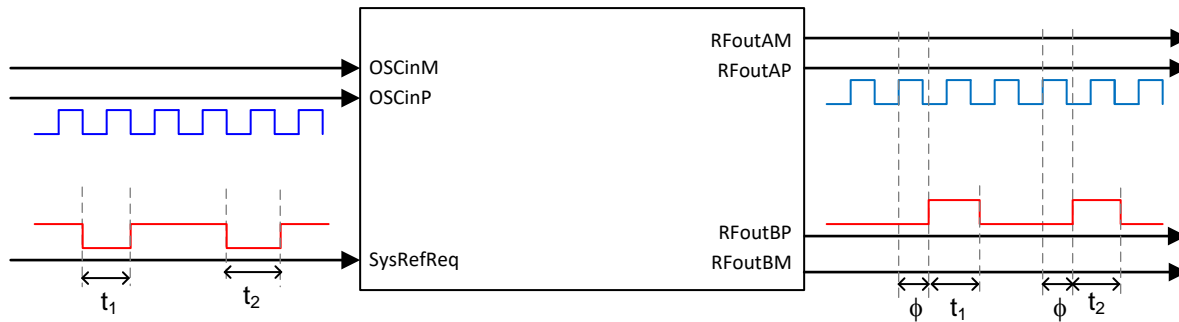 OSCinM
OSCinP
SysRefReq
t1
t2
RFoutAM
RFoutAP
RFoutBP
RFoutBM
ϕ
t1
ϕ
t2